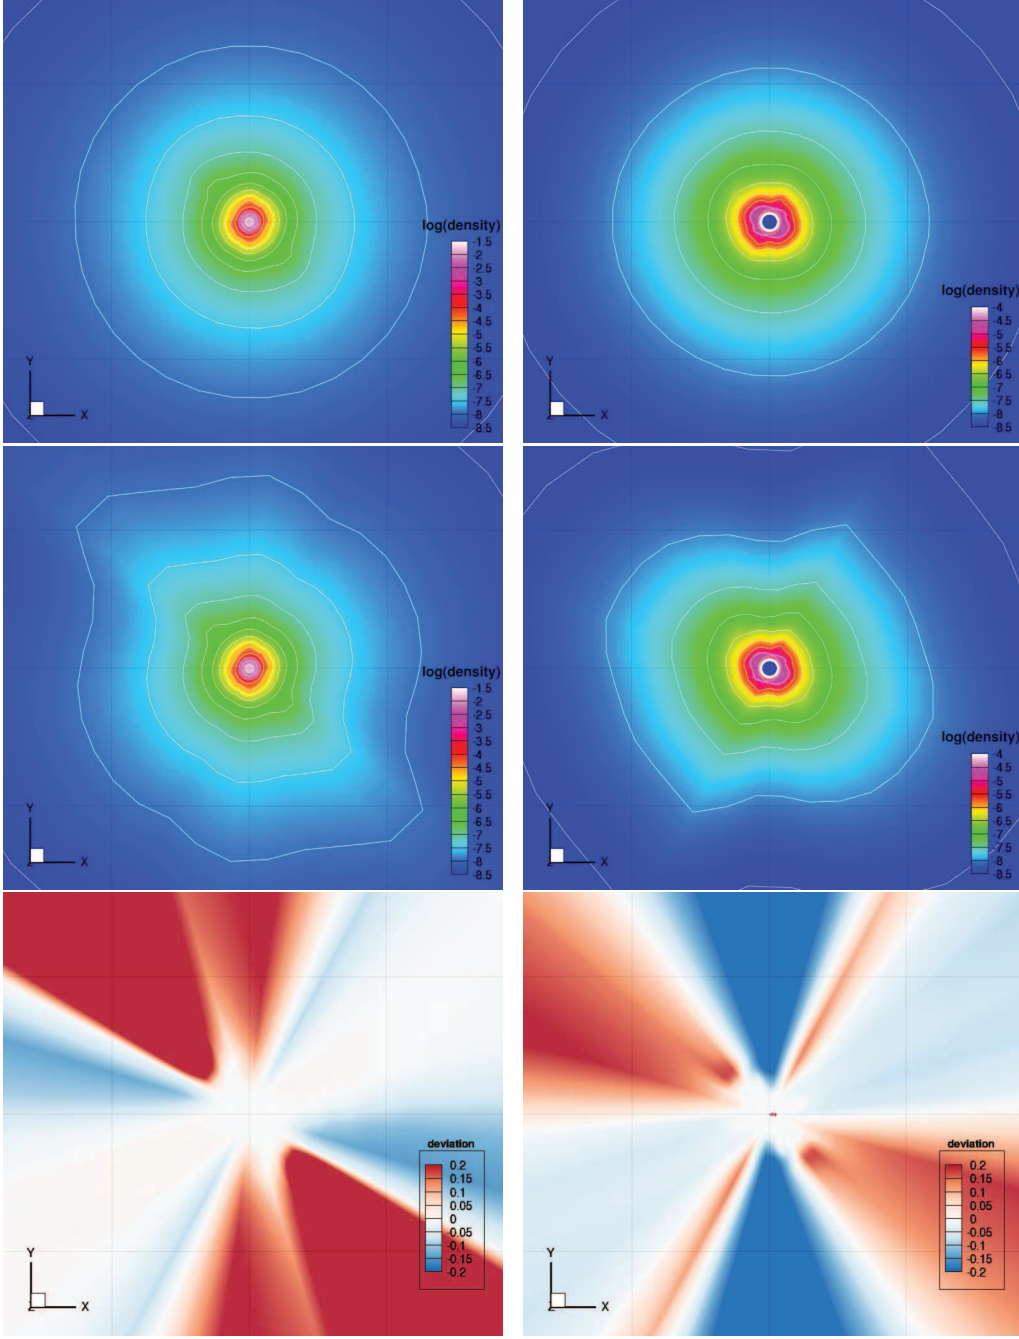 log(density)
-1.5
-2
-2.5
-3
-3.5
-4
-4.5
-5
-5.5
-6
-6.5
-7
-7.5
-8
-8.5
Y
X
Z
log(density)
-4
-4.5
-5
-5.5
-6
-6.5
-7
-7.5
-8
-8.5
Y
X
Z
log(density)
-1.5
-2
-2.5
-3
-3.5
-4
-4.5
-5
-5.5
-6
-6.5
-7
-7.5
-8
-8.5
Y
X
Z
log(density)
-4
-4.5
-5
-5.5
-6
-6.5
-7
-7.5
-8
-8.5
Y
X
Z
deviation
0.2
0.15
0.1
0.05
0
-0.05
-0.1
-0.15
-0.2
Y
X
Z
deviation
0.2
0.15
0.1
0.05
0
-0.05
-0.1
-0.15
-0.2
Y
X
Z